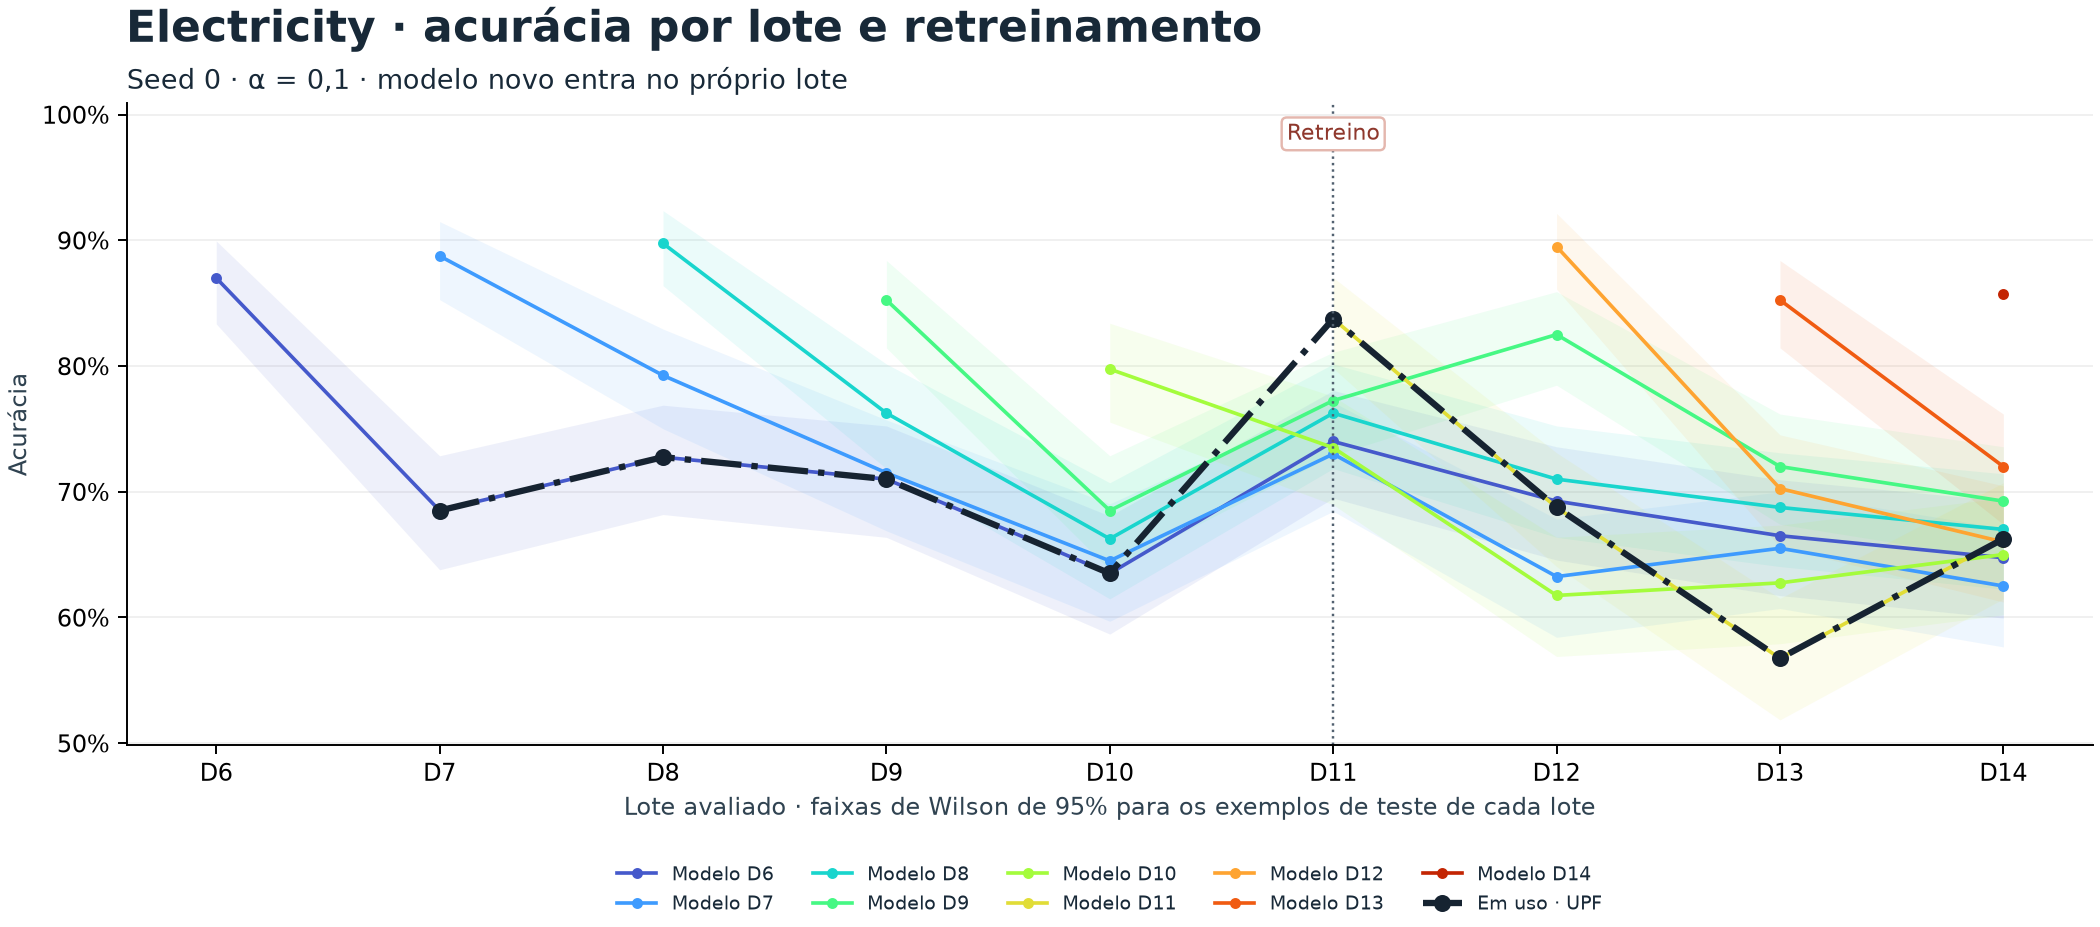 Electricity · acurácia por lote e retreinamento
Seed 0 · α = 0,1 · modelo novo entra no próprio lote
100%
90%
80%
70%
60%
50%
Acurácia
Retreino
D6 D7 D8 D9 D10 D11 D12 D13 D14
Lote avaliado · faixas de Wilson de 95% para os exemplos de teste de cada lote
Modelo D6 Modelo D8 Modelo D10 Modelo D12 Modelo D14
Modelo D7 Modelo D9 Modelo D11 Modelo D13 Em uso · UPF